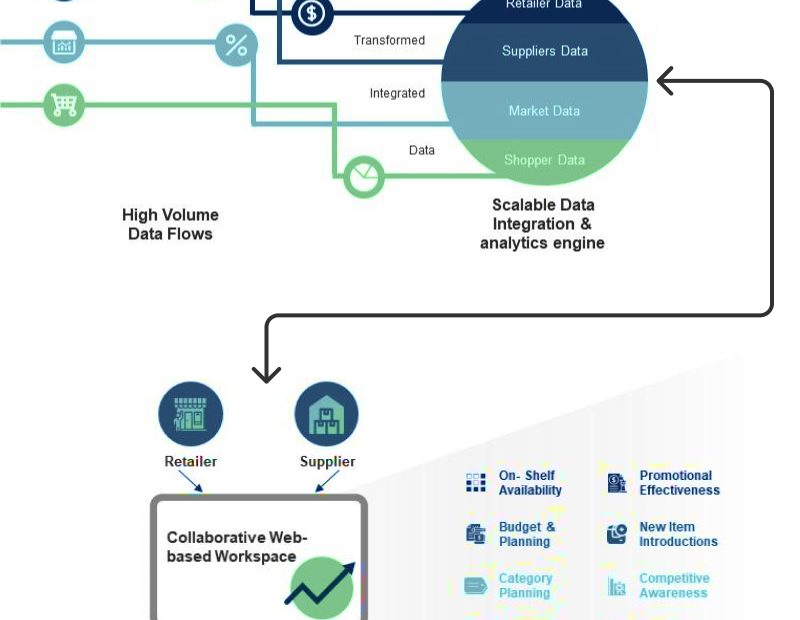 Retailer Data
Transformed
Suppliers Data
Integrated
Market Data
Data
Shopper Data
High Volume
Data Flows
Scalable Data
Integration &
analytics engine
Retailer
Supplier
Collaborative Web-
based Workspace
On- Shelf
Availability
Promotional
Effectiveness
Budget &
Planning
New Item
Introductions
Category
Planning
Competitive
Awareness